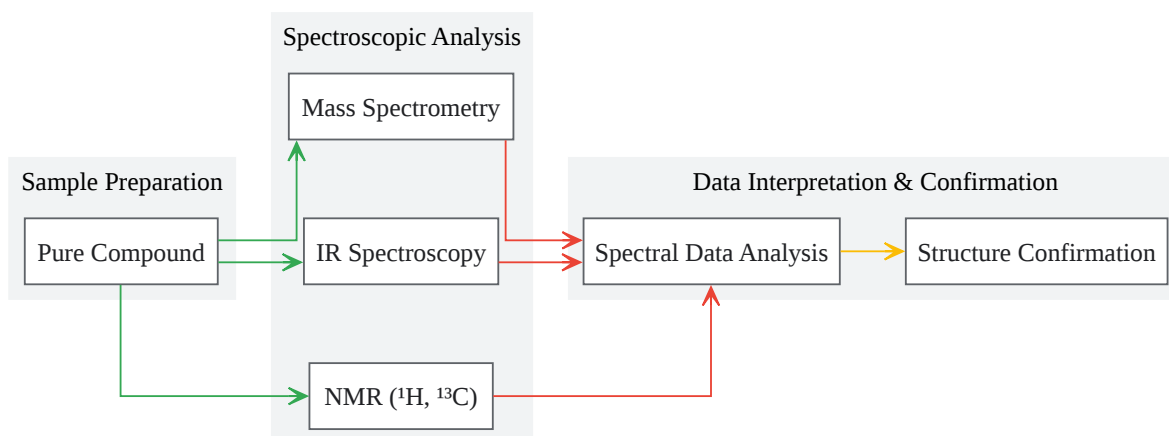 Spectroscopic Analysis
Mass Spectrometry
Sample Preparation
Data Interpretation & Confirmation
Pure Compound
IR Spectroscopy
Spectral Data Analysis
Structure Confirmation
NMR (¹H, ¹³C)